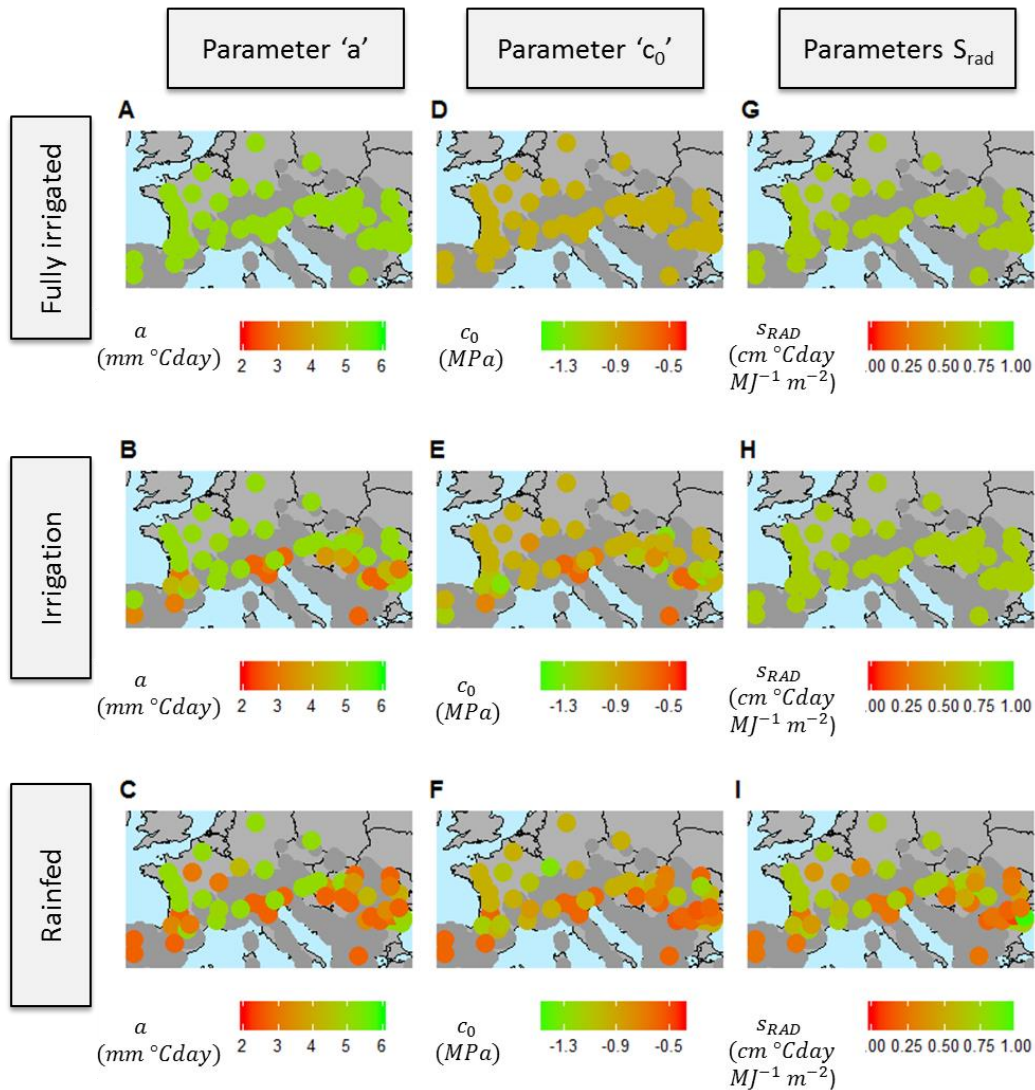 Parameter ‘a’
Parameter ‘c₀’
Parameters S_rad
Fully irrigated
A
D
G
a
(mm °Cday)
2 3 4 5 6
c₀
(MPa)
-1.3 -0.9 -0.5
s_RAD
(cm °Cday
MJ⁻¹ m⁻²)
.00 0.25 0.50 0.75 1.00
Irrigation
B
E
H
a
(mm °Cday)
2 3 4 5 6
c₀
(MPa)
-1.3 -0.9 -0.5
s_RAD
(cm °Cday
MJ⁻¹ m⁻²)
.00 0.25 0.50 0.75 1.00
Rainfed
C
F
I
a
(mm °Cday)
2 3 4 5 6
c₀
(MPa)
-1.3 -0.9 -0.5
s_RAD
(cm °Cday
MJ⁻¹ m⁻²)
.00 0.25 0.50 0.75 1.00